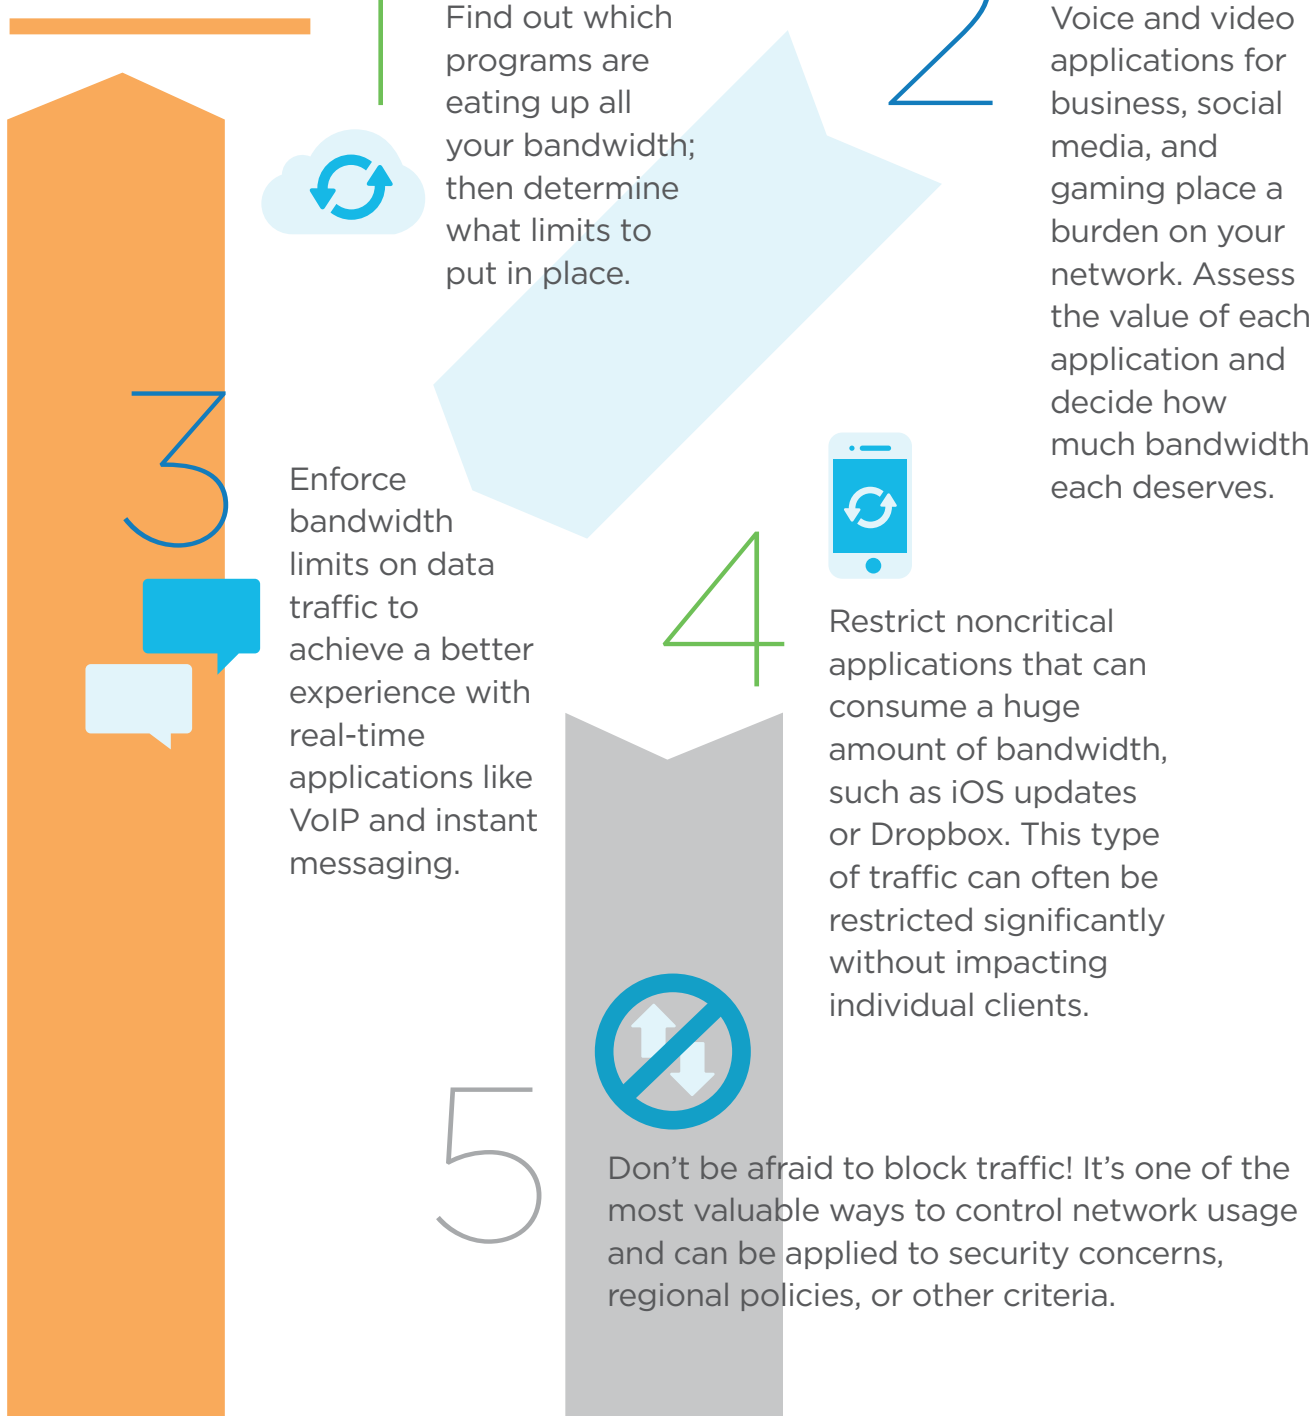 1
Find out which
programs are
eating up all
your bandwidth;
then determine
what limits to
put in place.
2
Voice and video
applications for
business, social
media, and
gaming place a
burden on your
network. Assess
the value of each
application and
decide how
much bandwidth
each deserves.
3
Enforce
bandwidth
limits on data
traffic to
achieve a better
experience with
real-time
applications like
VoIP and instant
messaging.
4
Restrict noncritical
applications that can
consume a huge
amount of bandwidth,
such as iOS updates
or Dropbox. This type
of traffic can often be
restricted significantly
without impacting
individual clients.
5
Don’t be afraid to block traffic! It’s one of the
most valuable ways to control network usage
and can be applied to security concerns,
regional policies, or other criteria.